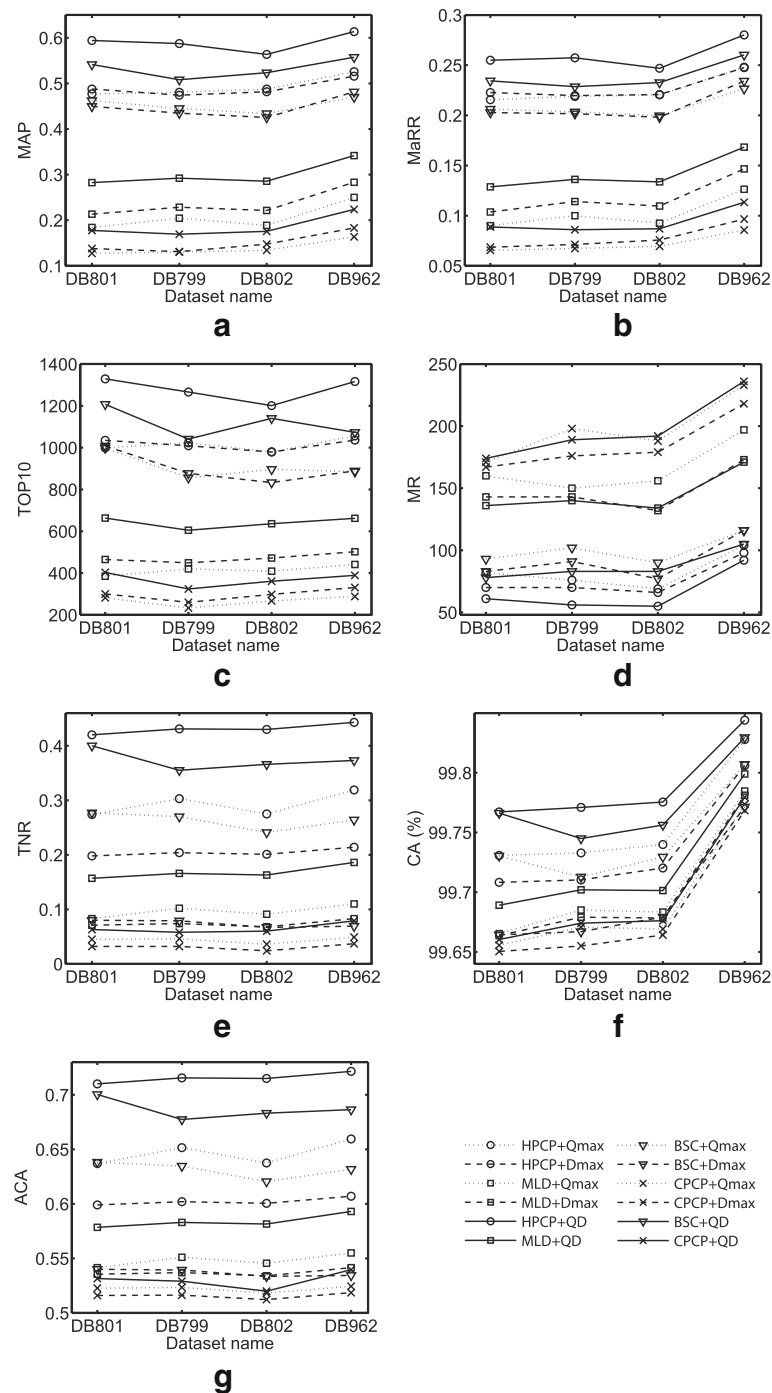 0.6
0.5
0.4
0.3
0.2
0.1
MAP
DB801 DB799 DB802 DB962
Dataset name
a
0.3
0.25
0.2
0.15
0.1
0.05
MaRR
DB801 DB799 DB802 DB962
Dataset name
b
1400
1200
1000
800
600
400
200
TOP10
DB801 DB799 DB802 DB962
Dataset name
c
250
200
150
100
50
MR
DB801 DB799 DB802 DB962
Dataset name
d
0.4
0.3
0.2
0.1
0
TNR
DB801 DB799 DB802 DB962
Dataset name
e
99.8
99.75
99.7
99.65
CA (%)
DB801 DB799 DB802 DB962
Dataset name
f
0.7
0.65
0.6
0.55
0.5
ACA
DB801 DB799 DB802 DB962
Dataset name
g
HPCP+Qmax BSC+Qmax
HPCP+Dmax BSC+Dmax
MLD+Qmax CPCP+Qmax
MLD+Dmax CPCP+Dmax
HPCP+QD BSC+QD
MLD+QD CPCP+QD